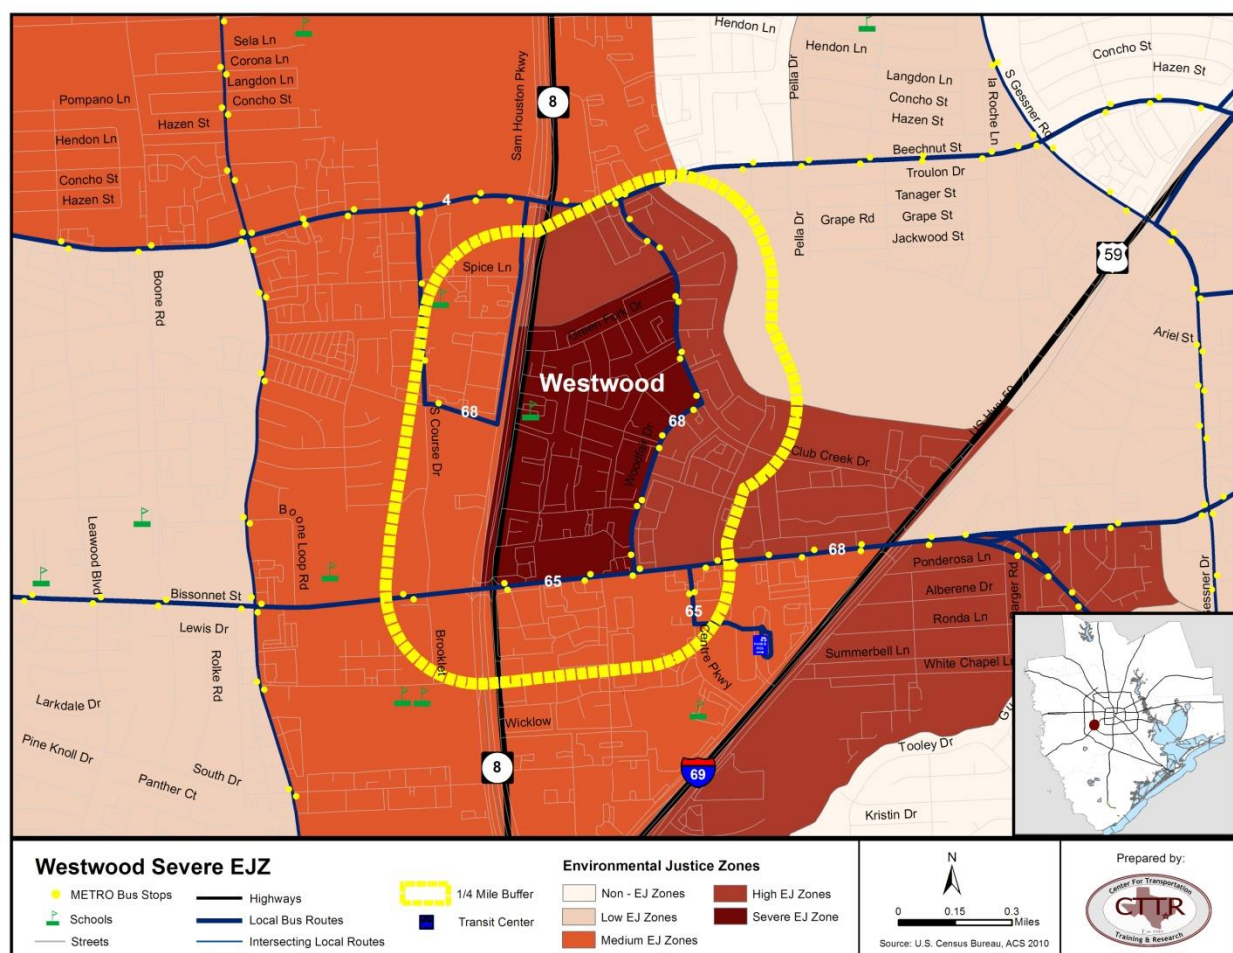 Hendon Ln
Sela Ln
Corona Ln
Langdon Ln
Concho St
Pompano Ln
Hazen St
Hendon Ln
Concho St
Hazen St
Sam Houston Pkwy
8
Pella Dr
Hendon Ln
Langdon Ln
Concho St
Hazen St
la Roche Ln
S Gessner Rd
Concho St
Hazen St
Beechnut St
Troulon Dr
Tanager St
Grape Rd
Grape St
Jackwood St
Pella Dr
59
4
Spice Ln
Boone Rd
Green Park Dr
Ariel St
Westwood
US Hwy 59
68
68
S Course Dr
Woodfair Dr
Club Creek Dr
Boone Loop Rd
Leawood Blvd
68
Ponderosa Ln
65
Bissonnet St
Alberene Dr
65
Lewis Dr
Ronda Ln
Brooklet
Centre Pkwy
Summerbell Ln
White Chapel Ln
Rolke Rd
Larkdale Dr
Wicklow
Pine Knoll Dr
South Dr
Panther Ct
8
69
Tooley Dr
Kristin Dr
Westwood Severe EJZ
METRO Bus Stops
Schools
Streets
Highways
Local Bus Routes
Intersecting Local Routes
1/4 Mile Buffer
Transit Center
Environmental Justice Zones
Non - EJ Zones
Low EJ Zones
Medium EJ Zones
High EJ Zones
Severe EJ Zone
N
0 0.15 0.3
Miles
Source: U.S. Census Bureau, ACS 2010
Prepared by:
Center For Transportation
CTTR
Training & Research